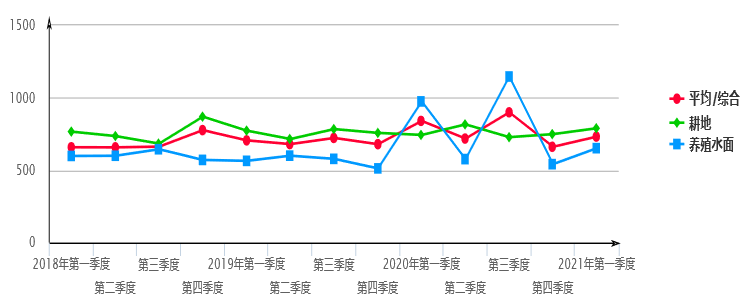 1500
1000
500
0
2018年第一季度
第二季度
第三季度
第四季度
2019年第一季度
第二季度
第三季度
第四季度
2020年第一季度
第二季度
第三季度
第四季度
2021年第一季度
平均/综合
耕地
养殖水面